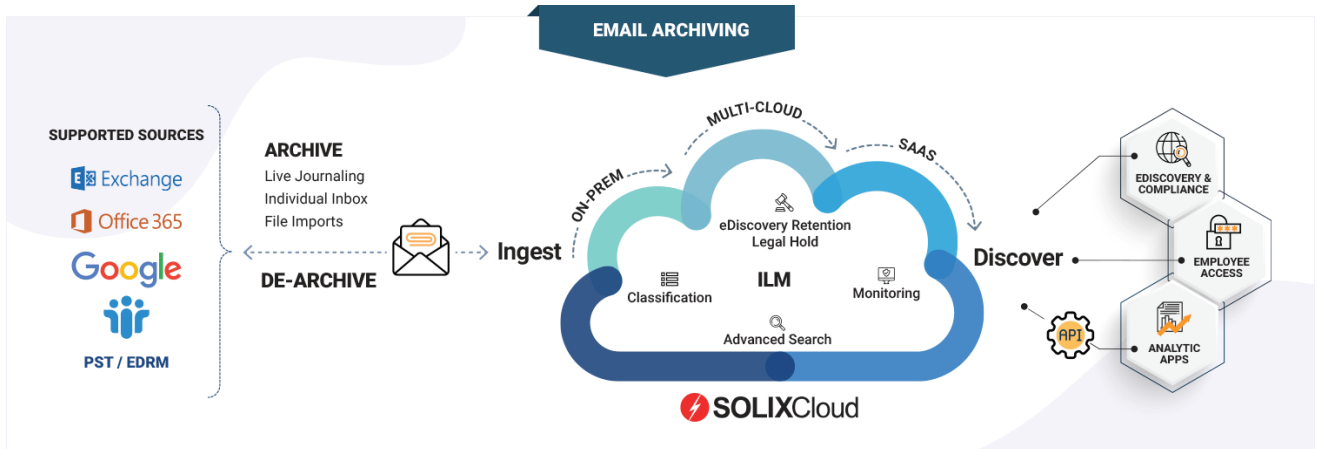 EMAIL ARCHIVING
SUPPORTED SOURCES
E Exchange
Office 365
Google
PST / EDRM
ARCHIVE
Live Journaling
Individual Inbox
File Imports
DE-ARCHIVE
Ingest
ON-PREM
MULTI-CLOUD
SAAS
eDiscovery Retention
Legal Hold
Classification
ILM
Monitoring
Advanced Search
SOLIXCloud
Discover
API
EDISCOVERY &
COMPLIANCE
EMPLOYEE
ACCESS
ANALYTIC
APPS